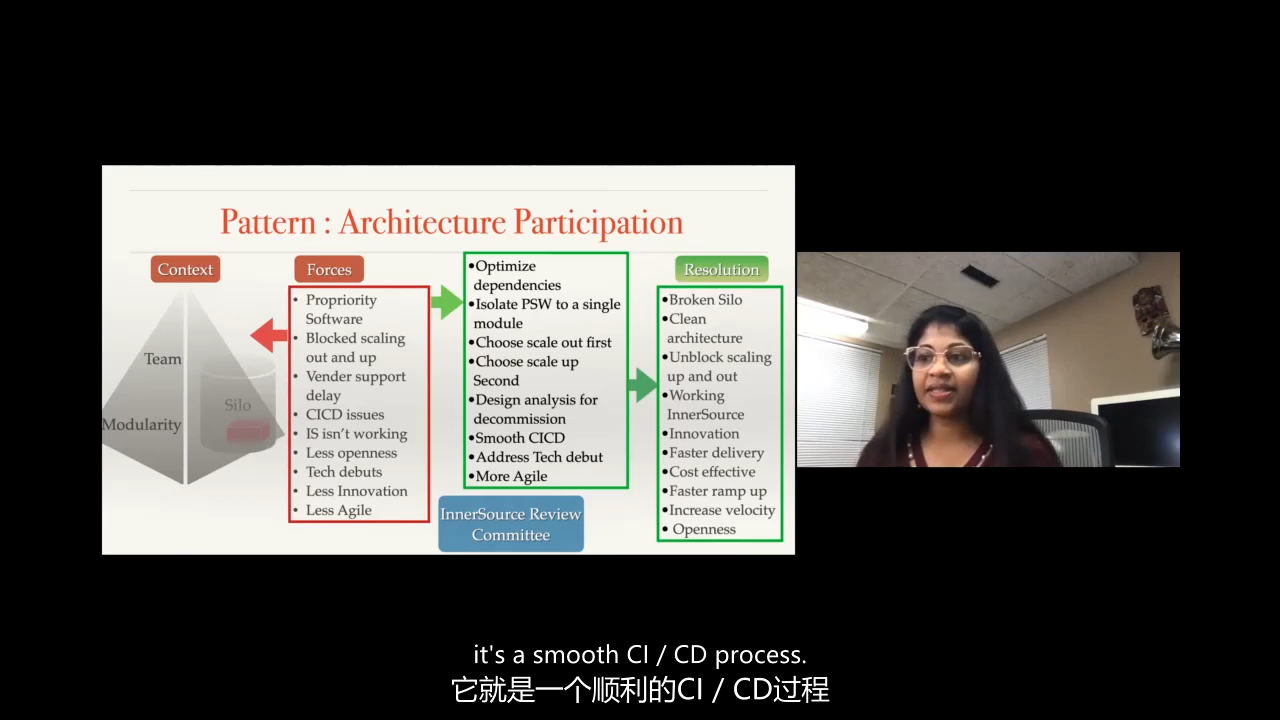 Pattern : Architecture Participation
Context
Team
Modularity
Silo
Forces
• Propriority
Software
• Blocked scaling
out and up
• Vender support
delay
• CICD issues
• IS isn't working
• Less openness
• Tech debuts
• Less Innovation
• Less Agile
•Optimize
dependencies
•Isolate PSW to a single
module
•Choose scale out first
•Choose scale up
Second
•Design analysis for
decommission
•Smooth CICD
•Address Tech debut
•More Agile
InnerSource Review
Committee
Resolution
•Broken Silo
•Clean
architecture
•Unblock scaling
up and out
•Working
InnerSource
•Innovation
•Faster delivery
•Cost effective
•Faster ramp up
•Increase velocity
• Openness
it's a smooth CI / CD process.
它就是一个顺利的CI / CD过程